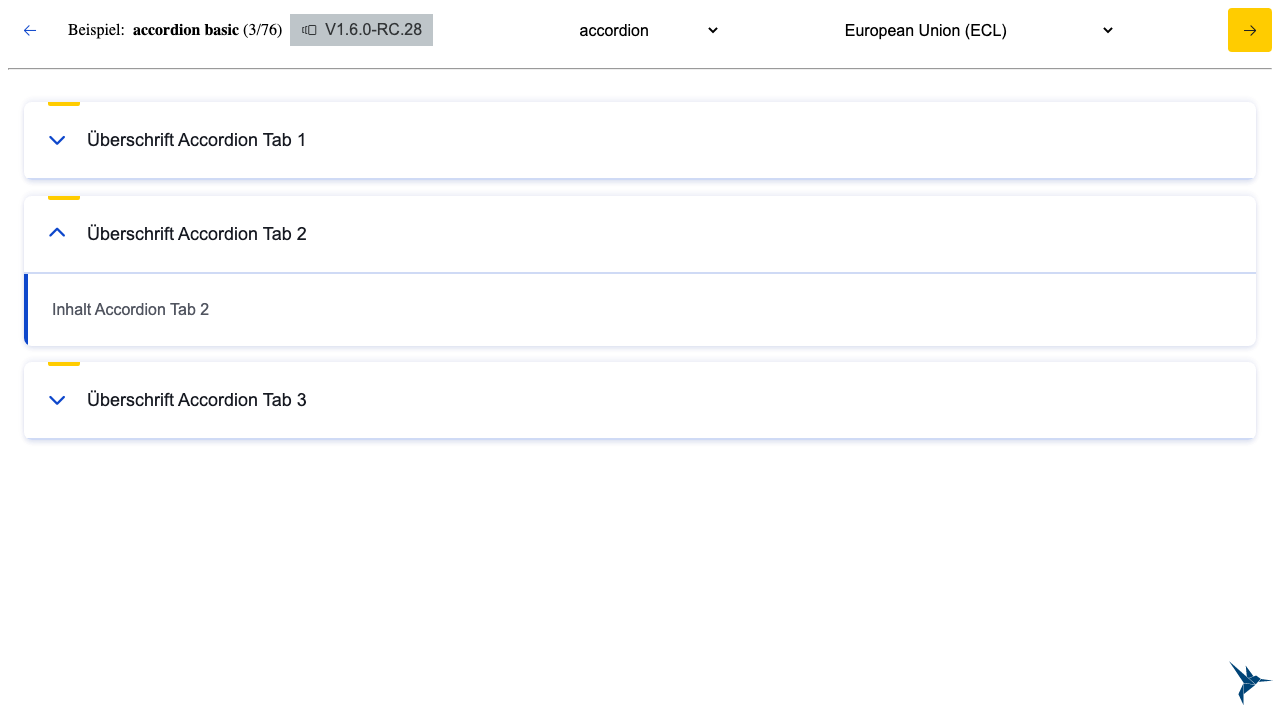 Beispiel: accordion basic (3/76) V1.6.0-RC.28 accordion European Union (ECL)
Überschrift Accordion Tab 1
Überschrift Accordion Tab 2
Inhalt Accordion Tab 2
Überschrift Accordion Tab 3